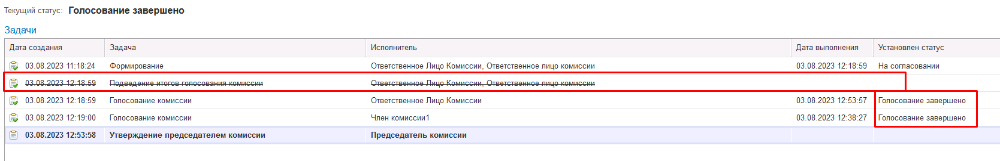 Текущий статус: Голосование завершено
Задачи
Дата создания Задача Исполнитель Дата выполнения Установлен статус
03.08.2023 11:18:24 Формирование Ответственное Лицо Комиссии, Ответственное лицо комиссии 03.08.2023 12:18:59 На согласовании
03.08.2023 12:18:59 Подведение итогов голосования комиссии Ответственное Лицо Комиссии, Ответственное лицо комиссии
03.08.2023 12:18:59 Голосование комиссии Ответственное Лицо Комиссии 03.08.2023 12:53:57 Голосование завершено
03.08.2023 12:19:00 Голосование комиссии Член комиссии1 03.08.2023 12:38:27 Голосование завершено
03.08.2023 12:53:58 Утверждение председателем комиссии Председатель комиссии